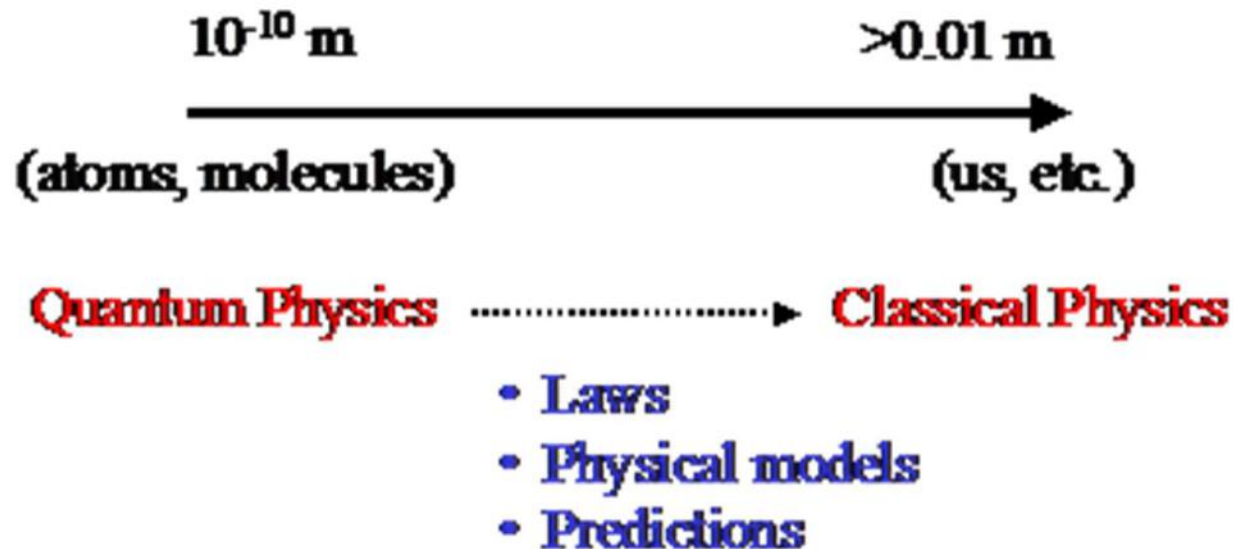 10⁻¹⁰ m >0.01 m
(atoms, molecules) (us, etc.)
Quantum Physics Classical Physics
• Laws
• Physical models
• Predictions